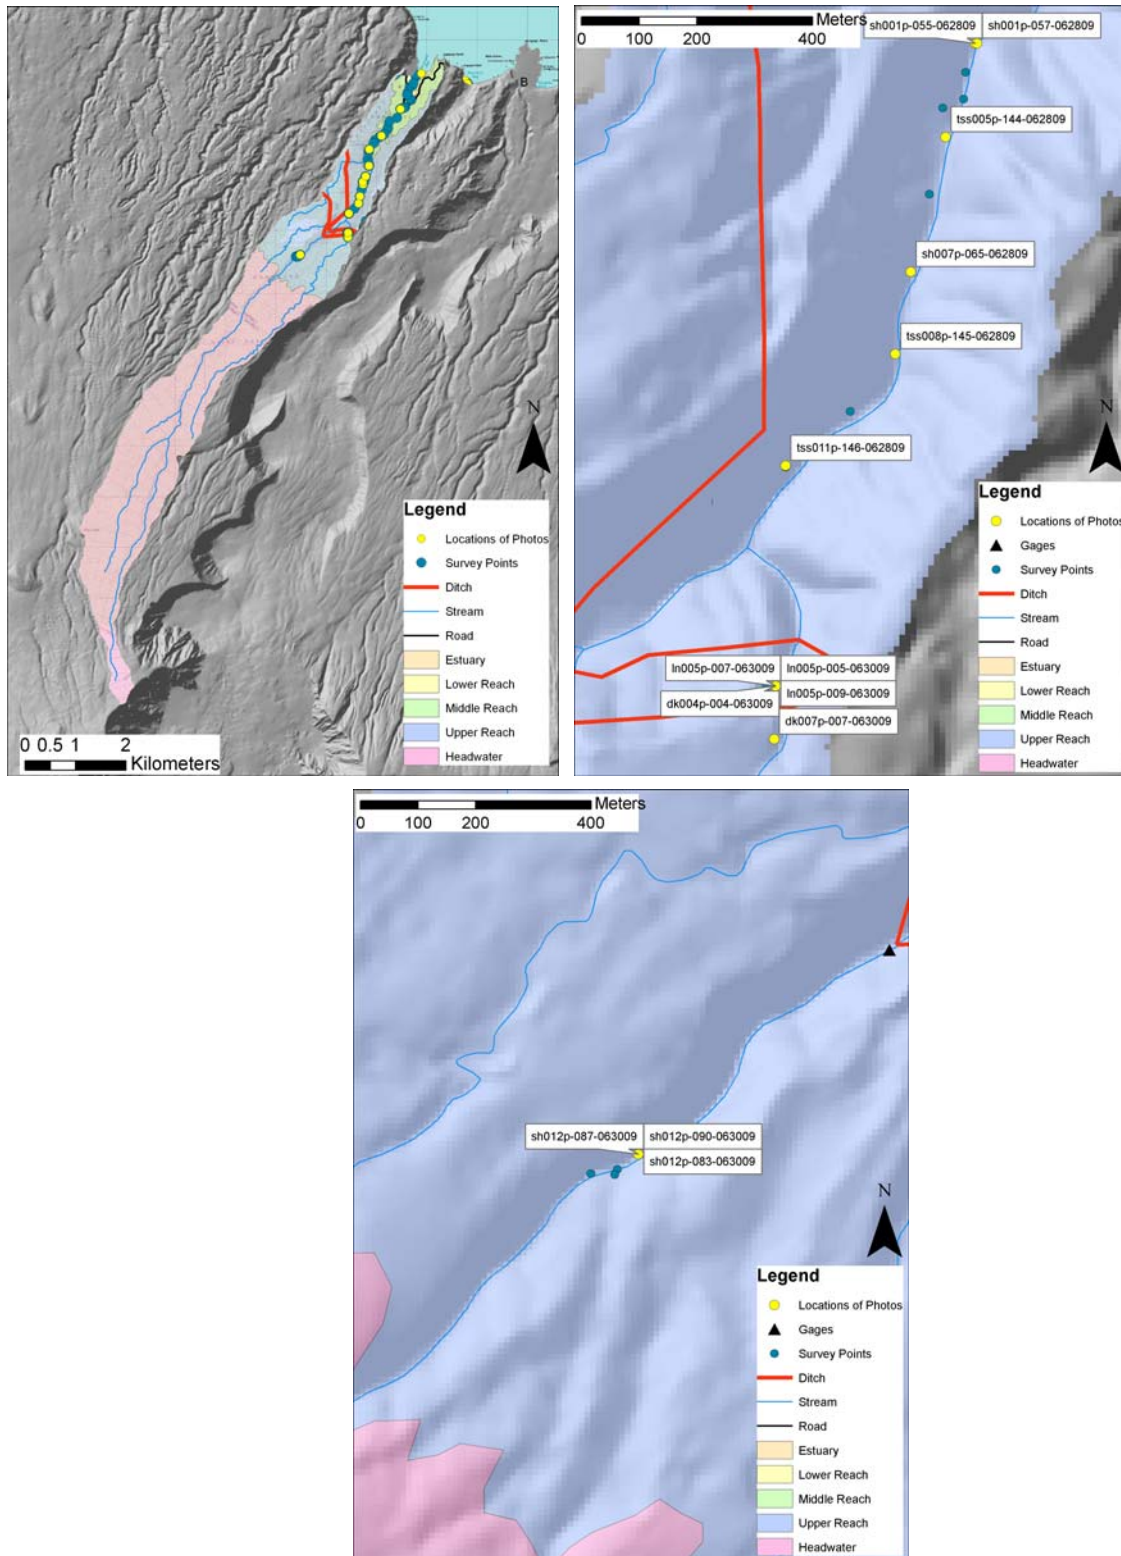 B
N
Legend
Locations of Photos
Survey Points
Ditch
Stream
Road
Estuary
Lower Reach
Middle Reach
Upper Reach
Headwater
0 0.5 1 2
Kilometers
Meters
0 100 200 400
sh001p-055-062809
sh001p-057-062809
tss005p-144-062809
sh007p-065-062809
tss008p-145-062809
tss011p-146-062809
ln005p-007-063009
ln005p-005-063009
ln005p-009-063009
dk004p-004-063009
dk007p-007-063009
N
Legend
Locations of Photos
Gages
Survey Points
Ditch
Stream
Road
Estuary
Lower Reach
Middle Reach
Upper Reach
Headwater
Meters
0 100 200 400
sh012p-087-063009
sh012p-090-063009
sh012p-083-063009
N
Legend
Locations of Photos
Gages
Survey Points
Ditch
Stream
Road
Estuary
Lower Reach
Middle Reach
Upper Reach
Headwater